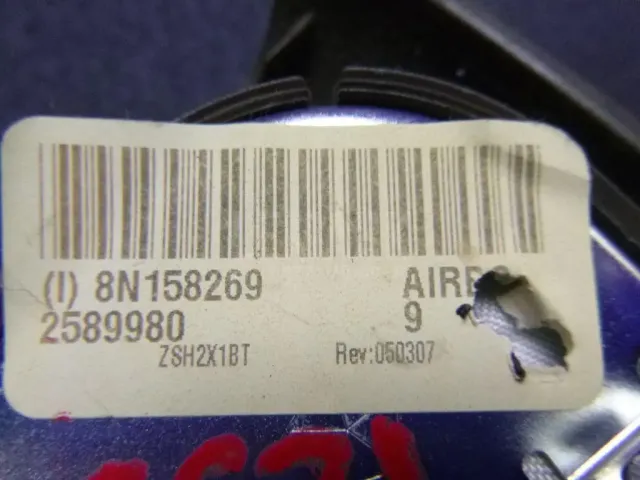 (I) 8N158269 AIRB
2589980 9
ZSH2X1BT Rev:050307